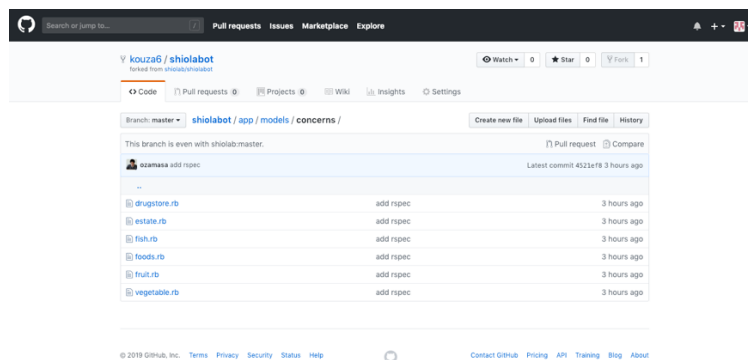 Search or jump to... / Pull requests Issues Marketplace Explore
kouza6 / shiolabot Watch 0 Star 0 Fork 1
forked from shiolab/shiolabot
Code Pull requests 0 Projects 0 Wiki Insights Settings
Branch: master shiolabot / app / models / concerns / Create new file Upload files Find file History
This branch is even with shiolab:master. Pull request Compare
ozamasa add rspec Latest commit 4521ef8 3 hours ago
..
drugstore.rb add rspec 3 hours ago
estate.rb add rspec 3 hours ago
fish.rb add rspec 3 hours ago
foods.rb add rspec 3 hours ago
fruit.rb add rspec 3 hours ago
vegetable.rb add rspec 3 hours ago
© 2019 GitHub, Inc. Terms Privacy Security Status Help Contact GitHub Pricing API Training Blog About